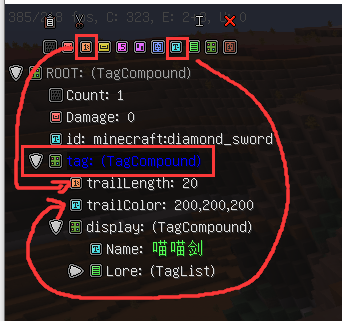 ROOT: (TagCompound)
Count: 1
Damage: 0
id: minecraft:diamond_sword
tag: (TagCompound)
trailLength: 20
trailColor: 200,200,200
display: (TagCompound)
Name: 喵喵剑
Lore: (TagList)